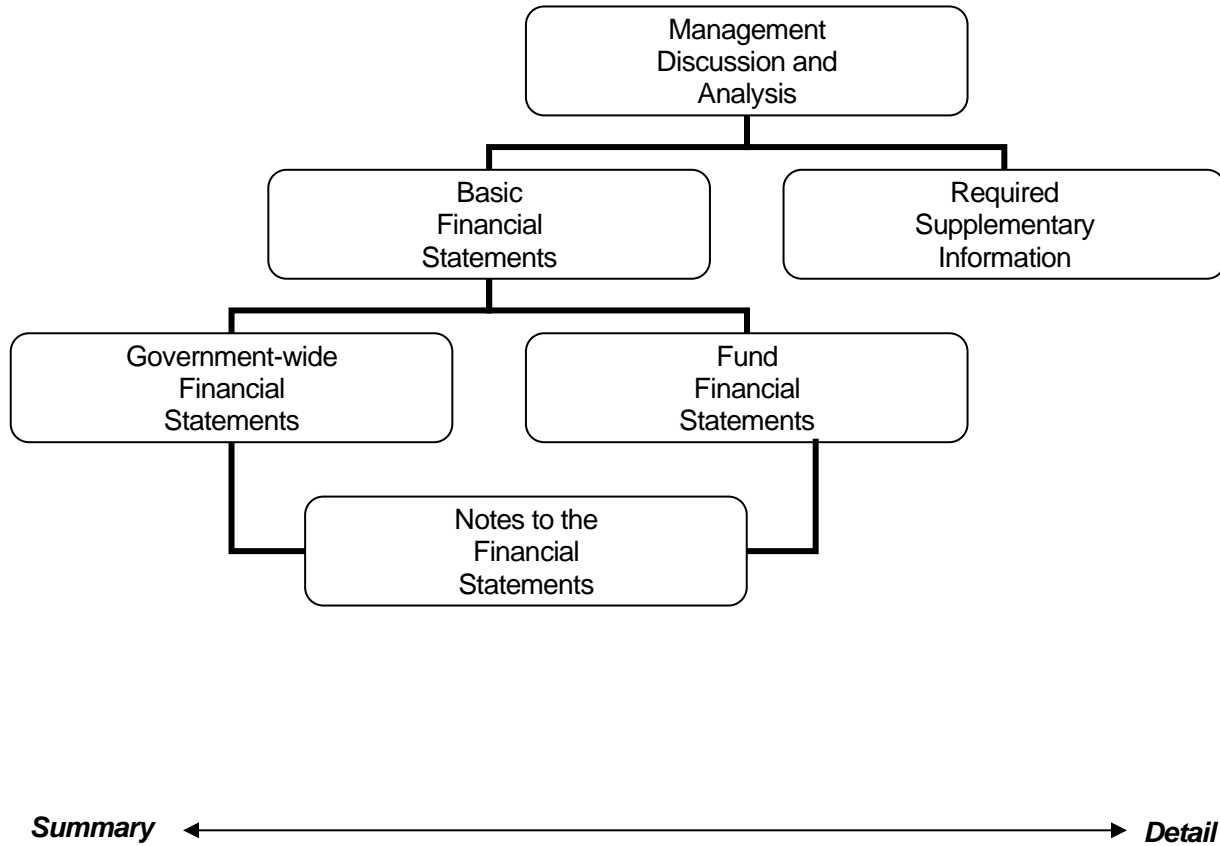 Management
Discussion and
Analysis
Basic
Financial
Statements
Required
Supplementary
Information
Government-wide
Financial
Statements
Fund
Financial
Statements
Notes to the
Financial
Statements
Summary
Detail